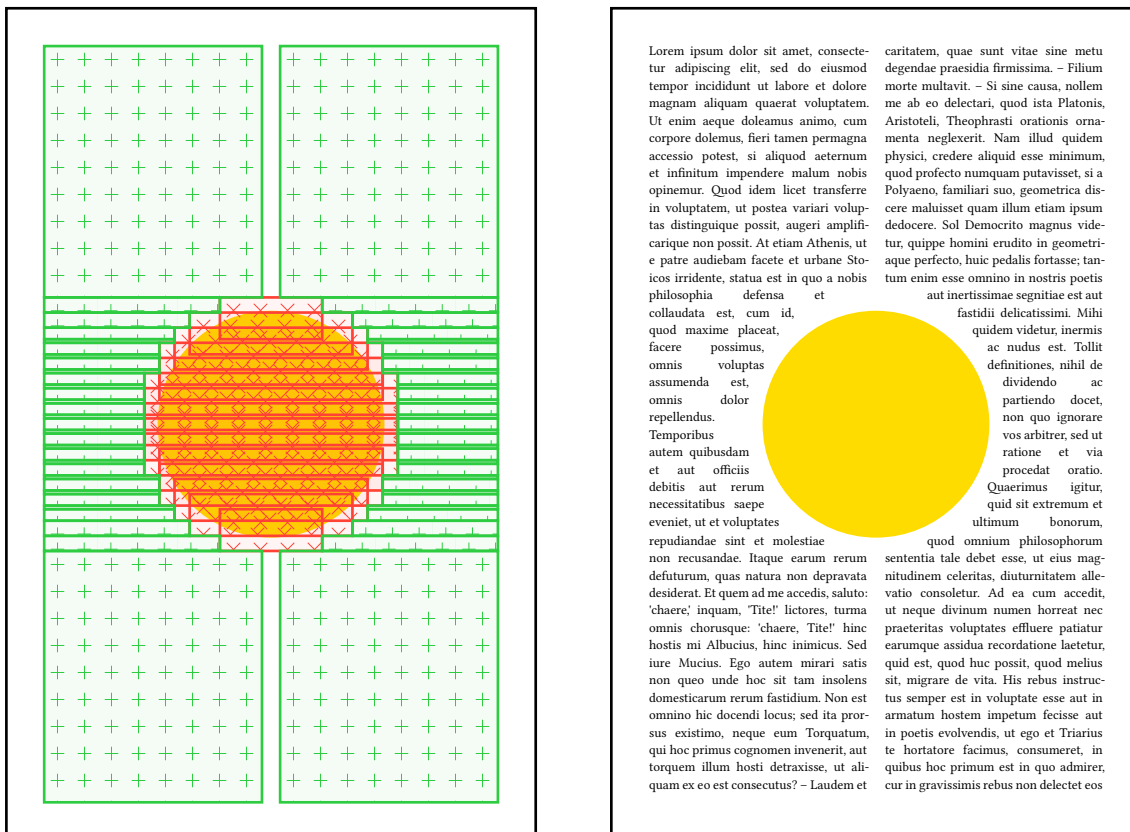 Lorem ipsum dolor sit amet, consecte-
tur adipiscing elit, sed do eiusmod
tempor incididunt ut labore et dolore
magnam aliquam quaerat voluptatem.
Ut enim aeque doleamus animo, cum
corpore dolemus, fieri tamen permagna
accessio potest, si aliquod aeternum
et infinitum impendere malum nobis
opinemur. Quod idem licet transferre
in voluptatem, ut postea variari volup-
tas distinguique possit, augeri amplifi-
carique non possit. At etiam Athenis, ut
e patre audiebam facete et urbane Sto-
icos irridente, statua est in quo a nobis
philosophia defensa et
collaudata est, cum id,
quod maxime placeat,
facere possimus,
omnis voluptas
assumenda est,
omnis dolor
repellendus.
Temporibus
autem quibusdam
et aut officiis
debitis aut rerum
necessitatibus saepe
eveniet, ut et voluptates
repudiandae sint et molestiae
non recusandae. Itaque earum rerum
defuturum, quas natura non depravata
desiderat. Et quem ad me accedis, saluto:
'chaere,' inquam, 'Tite!' lictores, turma
omnis chorusque: 'chaere, Tite!' hinc
hostis mi Albucius, hinc inimicus. Sed
iure Mucius. Ego autem mirari satis
non queo unde hoc sit tam insolens
domesticarum rerum fastidium. Non est
omnino hic docendi locus; sed ita pror-
sus existimo, neque eum Torquatum,
qui hoc primus cognomen invenerit, aut
torquem illum hosti detraxisse, ut ali-
quam ex eo est consecutus? – Laudem et
caritatem, quae sunt vitae sine metu
degendae praesidia firmissima. – Filium
morte multavit. – Si sine causa, nollem
me ab eo delectari, quod ista Platonis,
Aristoteli, Theophrasti orationis orna-
menta neglexerit. Nam illud quidem
physici, credere aliquid esse minimum,
quod profecto numquam putavisset, si a
Polyaeno, familiari suo, geometrica dis-
cere maluisset quam illum etiam ipsum
dedocere. Sol Democrito magnus vide-
tur, quippe homini erudito in geometri-
aque perfecto, huic pedalis fortasse; tan-
tum enim esse omnino in nostris poetis
aut inertissimae segnitiae est aut
fastidii delicatissimi. Mihi
quidem videtur, inermis
ac nudus est. Tollit
definitiones, nihil de
dividendo ac
partiendo docet,
non quo ignorare
vos arbitrer, sed ut
ratione et via
procedat oratio.
Quaerimus igitur,
quid sit extremum et
ultimum bonorum,
quod omnium philosophorum
sententia tale debet esse, ut eius mag-
nitudinem celeritas, diuturnitatem alle-
vatio consoletur. Ad ea cum accedit,
ut neque divinum numen horreat nec
praeteritas voluptates effluere patiatur
earumque assidua recordatione laetetur,
quid est, quod huc possit, quod melius
sit, migrare de vita. His rebus instruc-
tus semper est in voluptate esse aut in
armatum hostem impetum fecisse aut
in poetis evolvendis, ut ego et Triarius
te hortatore facimus, consumeret, in
quibus hoc primum est in quo admirer,
cur in gravissimis rebus non delectet eos